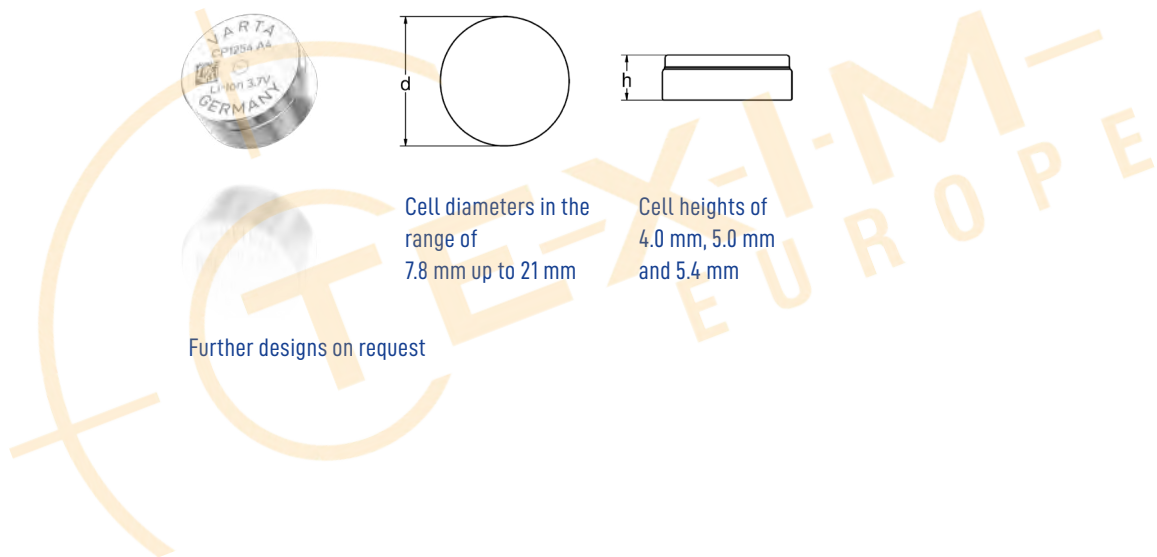 VARTA
CP1254 A4
Li-Ion 3.7V
GERMANY
d
h
Cell diameters in the
range of
7.8 mm up to 21 mm
Cell heights of
4.0 mm, 5.0 mm
and 5.4 mm
Further designs on request
TEX-I-M
EUROPE